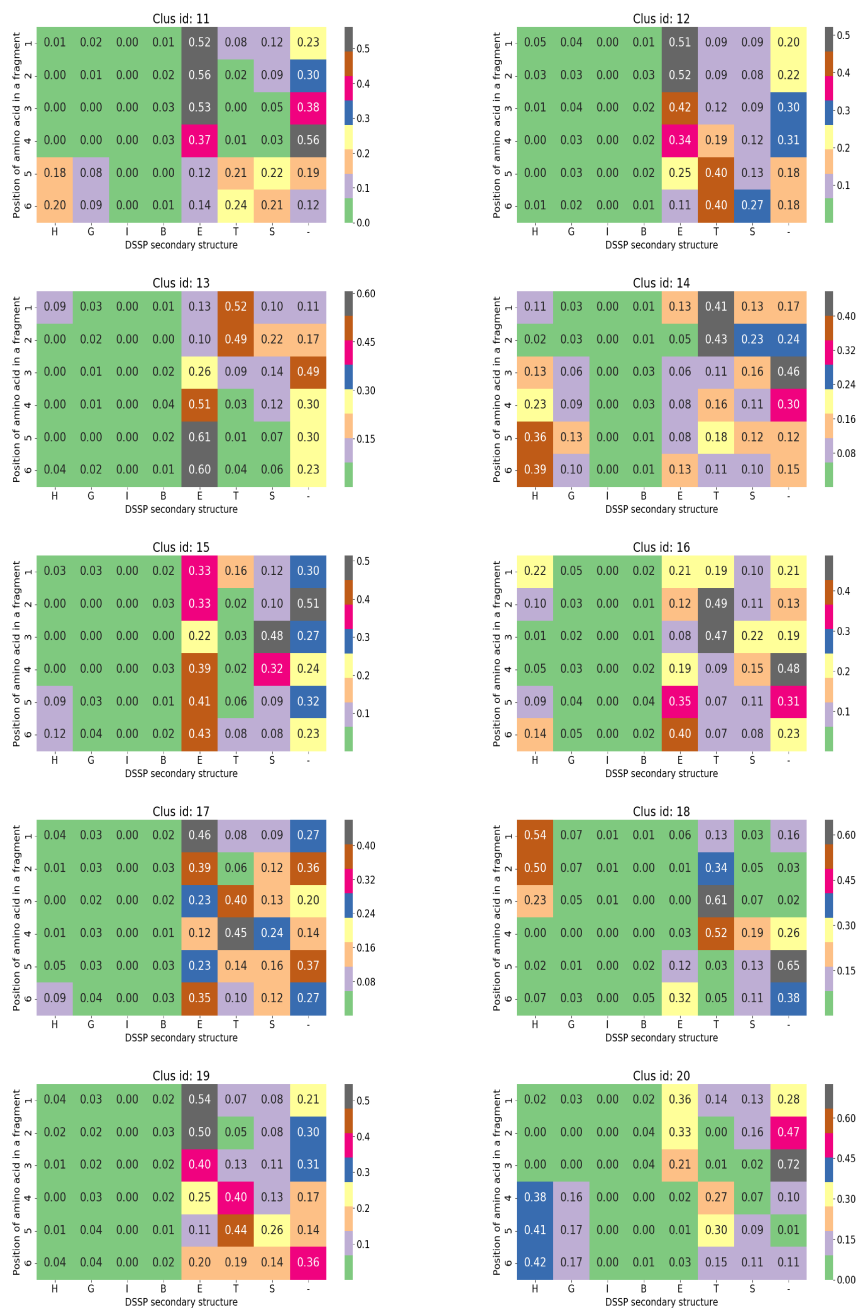 Clus id: 11
Position of amino acid in a fragment
1 0.01 0.02 0.00 0.01 0.52 0.08 0.12 0.23
2 0.00 0.01 0.00 0.02 0.56 0.02 0.09 0.30
3 0.00 0.00 0.00 0.03 0.53 0.00 0.05 0.38
4 0.00 0.00 0.00 0.03 0.37 0.01 0.03 0.56
5 0.18 0.08 0.00 0.01 0.12 0.21 0.22 0.19
6 0.20 0.09 0.00 0.01 0.14 0.24 0.21 0.12
H G I B E T S -
DSSP secondary structure
0.5
0.4
0.3
0.2
0.1
0.0
Clus id: 12
Position of amino acid in a fragment
1 0.05 0.04 0.00 0.01 0.51 0.09 0.09 0.20
2 0.03 0.03 0.00 0.02 0.52 0.09 0.08 0.22
3 0.01 0.04 0.00 0.02 0.42 0.12 0.09 0.30
4 0.00 0.03 0.00 0.02 0.34 0.19 0.12 0.31
5 0.00 0.03 0.00 0.02 0.25 0.40 0.13 0.18
6 0.01 0.02 0.00 0.01 0.11 0.40 0.27 0.18
H G I B E T S -
DSSP secondary structure
0.5
0.4
0.3
0.2
0.1
Clus id: 13
Position of amino acid in a fragment
1 0.09 0.03 0.00 0.01 0.13 0.52 0.10 0.11
2 0.00 0.03 0.00 0.00 0.10 0.49 0.22 0.17
3 0.00 0.01 0.00 0.02 0.26 0.09 0.14 0.49
4 0.00 0.01 0.00 0.04 0.51 0.03 0.12 0.30
5 0.00 0.00 0.00 0.02 0.61 0.01 0.07 0.30
6 0.04 0.02 0.00 0.01 0.60 0.04 0.06 0.23
H G I B E T S -
DSSP secondary structure
0.60
0.45
0.30
0.15
Clus id: 14
Position of amino acid in a fragment
1 0.11 0.03 0.00 0.01 0.13 0.41 0.13 0.17
2 0.02 0.03 0.00 0.01 0.05 0.43 0.23 0.24
3 0.13 0.06 0.00 0.03 0.06 0.11 0.16 0.46
4 0.23 0.09 0.00 0.03 0.08 0.16 0.11 0.30
5 0.36 0.13 0.00 0.01 0.08 0.18 0.12 0.12
6 0.39 0.10 0.00 0.01 0.13 0.11 0.10 0.15
H G I B E T S -
DSSP secondary structure
0.40
0.32
0.24
0.16
0.08
Clus id: 15
Position of amino acid in a fragment
1 0.03 0.03 0.00 0.02 0.33 0.16 0.12 0.30
2 0.00 0.00 0.00 0.02 0.33 0.02 0.10 0.51
3 0.00 0.00 0.00 0.01 0.22 0.03 0.48 0.27
4 0.00 0.00 0.00 0.03 0.39 0.02 0.32 0.24
5 0.09 0.03 0.00 0.01 0.41 0.06 0.09 0.32
6 0.12 0.04 0.00 0.02 0.43 0.08 0.08 0.23
H G I B E T S -
DSSP secondary structure
0.5
0.4
0.3
0.2
0.1
Clus id: 16
Position of amino acid in a fragment
1 0.22 0.05 0.00 0.02 0.21 0.19 0.10 0.21
2 0.10 0.03 0.00 0.01 0.12 0.49 0.11 0.13
3 0.01 0.02 0.00 0.01 0.08 0.47 0.22 0.19
4 0.05 0.03 0.00 0.02 0.19 0.09 0.15 0.48
5 0.09 0.04 0.00 0.04 0.35 0.07 0.11 0.31
6 0.14 0.05 0.00 0.02 0.40 0.07 0.08 0.23
H G I B E T S -
DSSP secondary structure
0.4
0.3
0.2
0.1
Clus id: 17
Position of amino acid in a fragment
1 0.04 0.03 0.00 0.02 0.46 0.08 0.09 0.27
2 0.01 0.03 0.00 0.03 0.39 0.06 0.12 0.36
3 0.00 0.02 0.00 0.02 0.23 0.40 0.13 0.20
4 0.01 0.03 0.00 0.02 0.12 0.45 0.24 0.14
5 0.05 0.03 0.00 0.03 0.23 0.14 0.16 0.37
6 0.09 0.04 0.00 0.03 0.35 0.10 0.12 0.27
H G I B E T S -
DSSP secondary structure
0.40
0.32
0.24
0.16
0.08
Clus id: 18
Position of amino acid in a fragment
1 0.54 0.07 0.01 0.01 0.06 0.13 0.03 0.16
2 0.50 0.07 0.01 0.00 0.01 0.34 0.05 0.03
3 0.23 0.05 0.01 0.00 0.01 0.61 0.07 0.02
4 0.00 0.00 0.00 0.00 0.03 0.52 0.19 0.26
5 0.02 0.01 0.00 0.04 0.12 0.03 0.13 0.65
6 0.07 0.03 0.00 0.05 0.32 0.05 0.11 0.38
H G I B E T S -
DSSP secondary structure
0.60
0.45
0.30
0.15
Clus id: 19
Position of amino acid in a fragment
1 0.04 0.03 0.00 0.02 0.54 0.07 0.08 0.21
2 0.02 0.02 0.00 0.03 0.50 0.05 0.08 0.30
3 0.01 0.02 0.00 0.02 0.40 0.13 0.11 0.31
4 0.00 0.03 0.00 0.02 0.25 0.40 0.13 0.17
5 0.01 0.04 0.00 0.01 0.11 0.44 0.26 0.14
6 0.04 0.04 0.00 0.02 0.20 0.19 0.14 0.36
H G I B E T S -
DSSP secondary structure
0.5
0.4
0.3
0.2
0.1
Clus id: 20
Position of amino acid in a fragment
1 0.02 0.03 0.00 0.02 0.36 0.14 0.13 0.28
2 0.00 0.00 0.00 0.04 0.33 0.00 0.16 0.47
3 0.00 0.00 0.00 0.04 0.21 0.01 0.02 0.72
4 0.38 0.16 0.00 0.00 0.02 0.27 0.07 0.10
5 0.41 0.17 0.00 0.00 0.01 0.30 0.09 0.01
6 0.42 0.17 0.00 0.01 0.03 0.15 0.11 0.11
H G I B E T S -
DSSP secondary structure
0.60
0.45
0.30
0.15
0.00